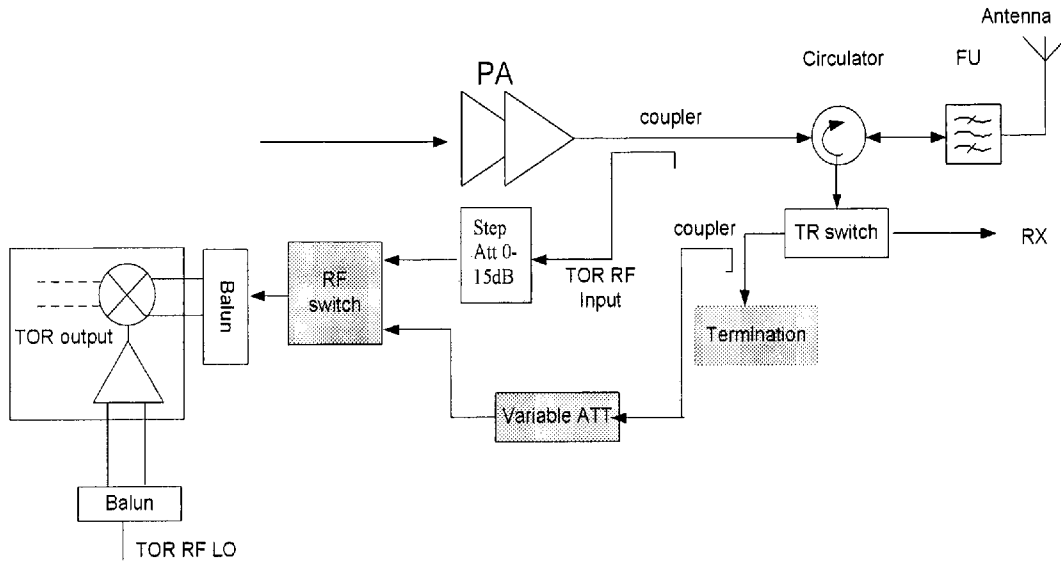 Antenna
PA
Circulator
FU
coupler
Step
Att 0-
15dB
coupler
TR switch
RX
RF
switch
TOR RF
Input
Balun
TOR output
Termination
Variable ATT
Balun
TOR RF LO